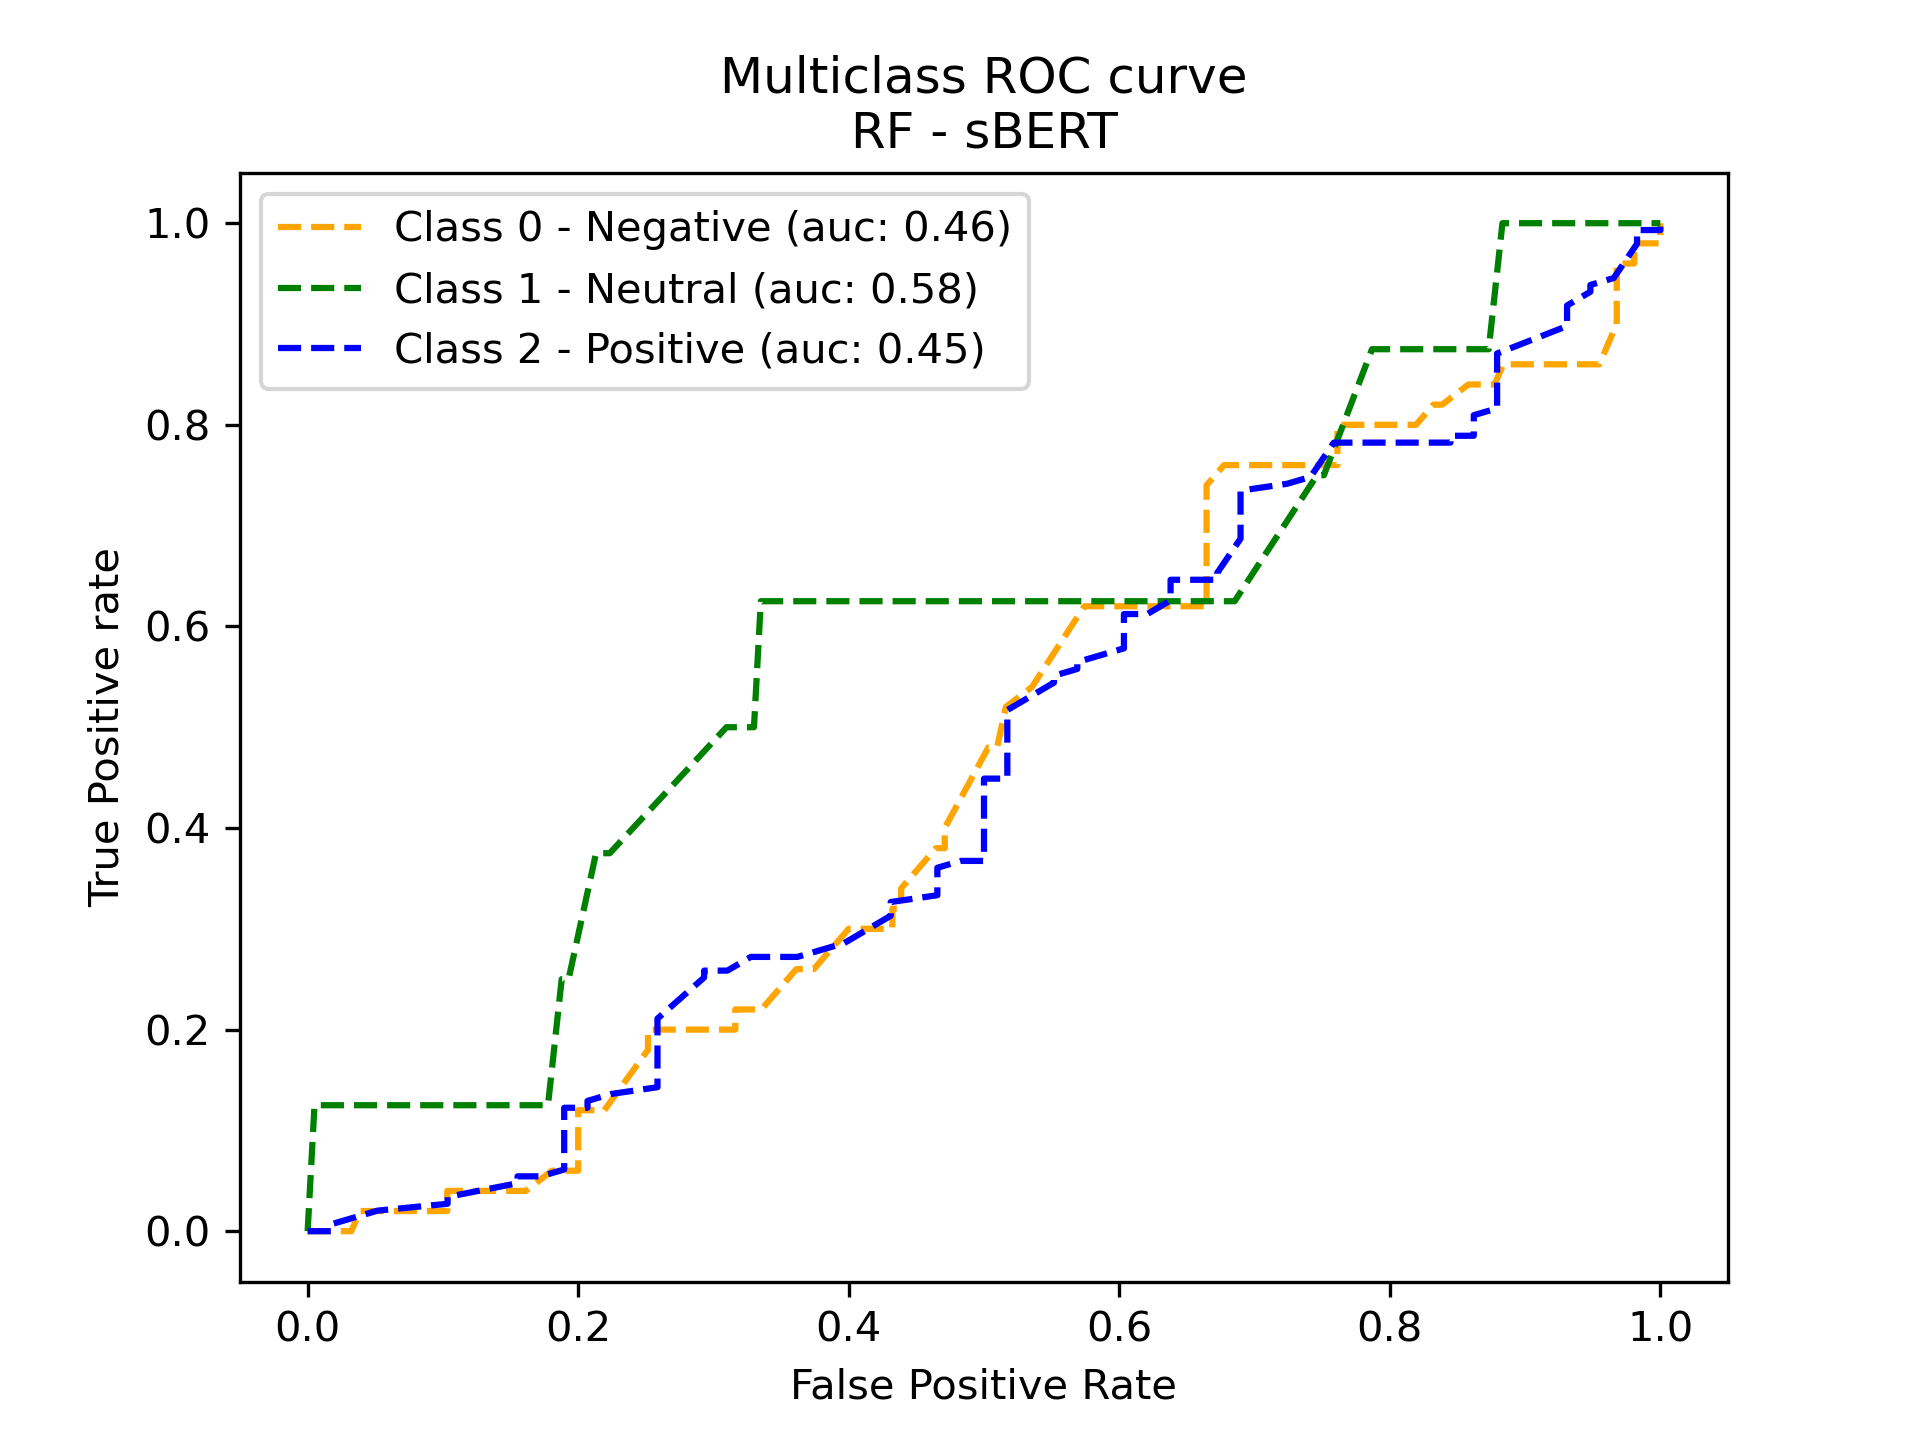 Multiclass ROC curve
RF - sBERT
Class 0 - Negative (auc: 0.46)
Class 1 - Neutral (auc: 0.58)
Class 2 - Positive (auc: 0.45)
True Positive rate
1.0
0.8
0.6
0.4
0.2
0.0
0.0 0.2 0.4 0.6 0.8 1.0
False Positive Rate